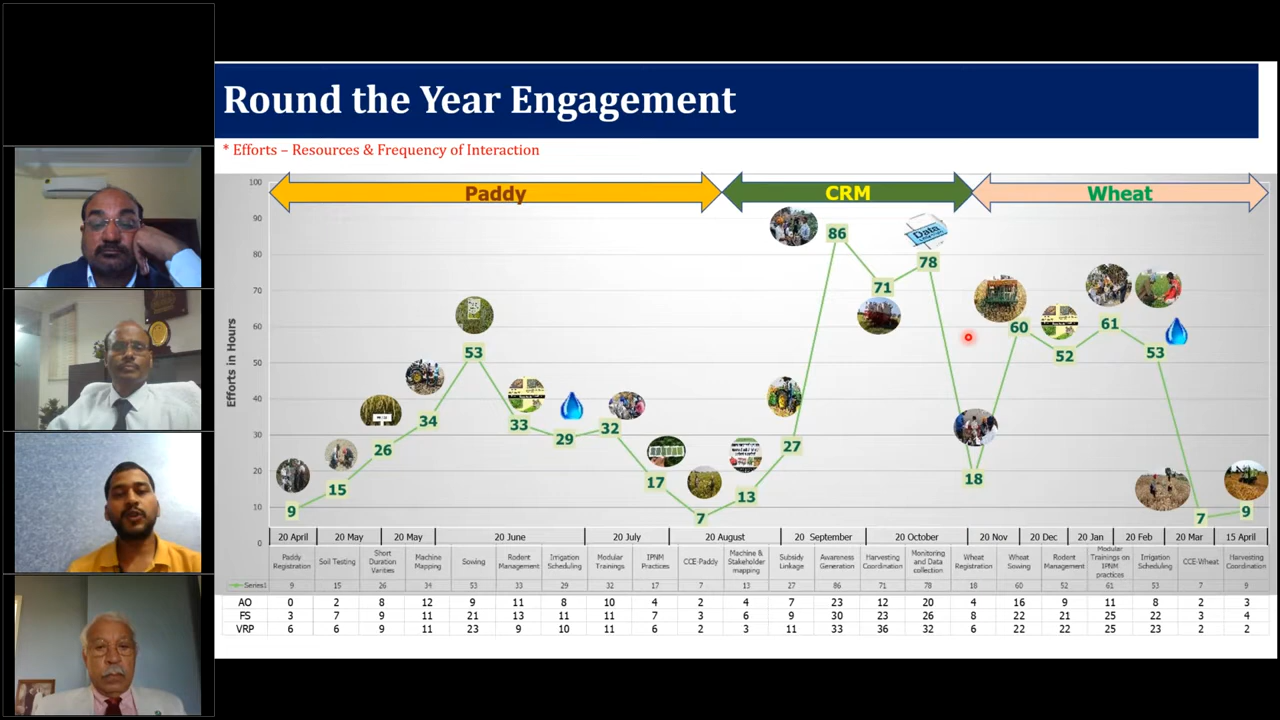 Round the Year Engagement
* Efforts – Resources & Frequency of Interaction
Paddy
CRM
Wheat
Efforts in Hours
100
90
80
70
60
50
40
30
20
10
0
9
15
26
34
53
33
29
32
17
7
13
27
86
71
78
18
60
52
61
53
7
9
Data
20 April 20 May 20 May 20 June 20 July 20 August 20 September 20 October 20 Nov 20 Dec 20 Jan 20 Feb 20 Mar 15 April
Paddy Registration
Soil Testing
Short Duration Varities
Machine Mapping
Sowing
Rodent Management
Irrigation Scheduling
Modular Trainings
IPNM Practices
CCE-Paddy
Machine & Stakeholder mapping
Subsidy Linkage
Awareness Generation
Harvesting Coordination
Monitoring and Data collection
Wheat Registration
Wheat Sowing
Rodent Management
Modular Trainings on IPNM practices
Irrigation Scheduling
CCE-Wheat
Harvesting Coordination
Series1 9 15 26 34 53 33 29 32 17 7 13 27 86 71 78 18 60 52 61 53 7 9
AO 0 2 8 12 9 11 8 10 4 2 4 7 23 12 20 4 16 9 11 8 2 3
FS 3 7 9 11 21 13 11 11 7 3 6 9 30 23 26 8 22 21 25 22 3 4
VRP 6 6 9 11 23 9 10 11 6 2 3 11 33 36 32 6 22 22 25 23 2 2